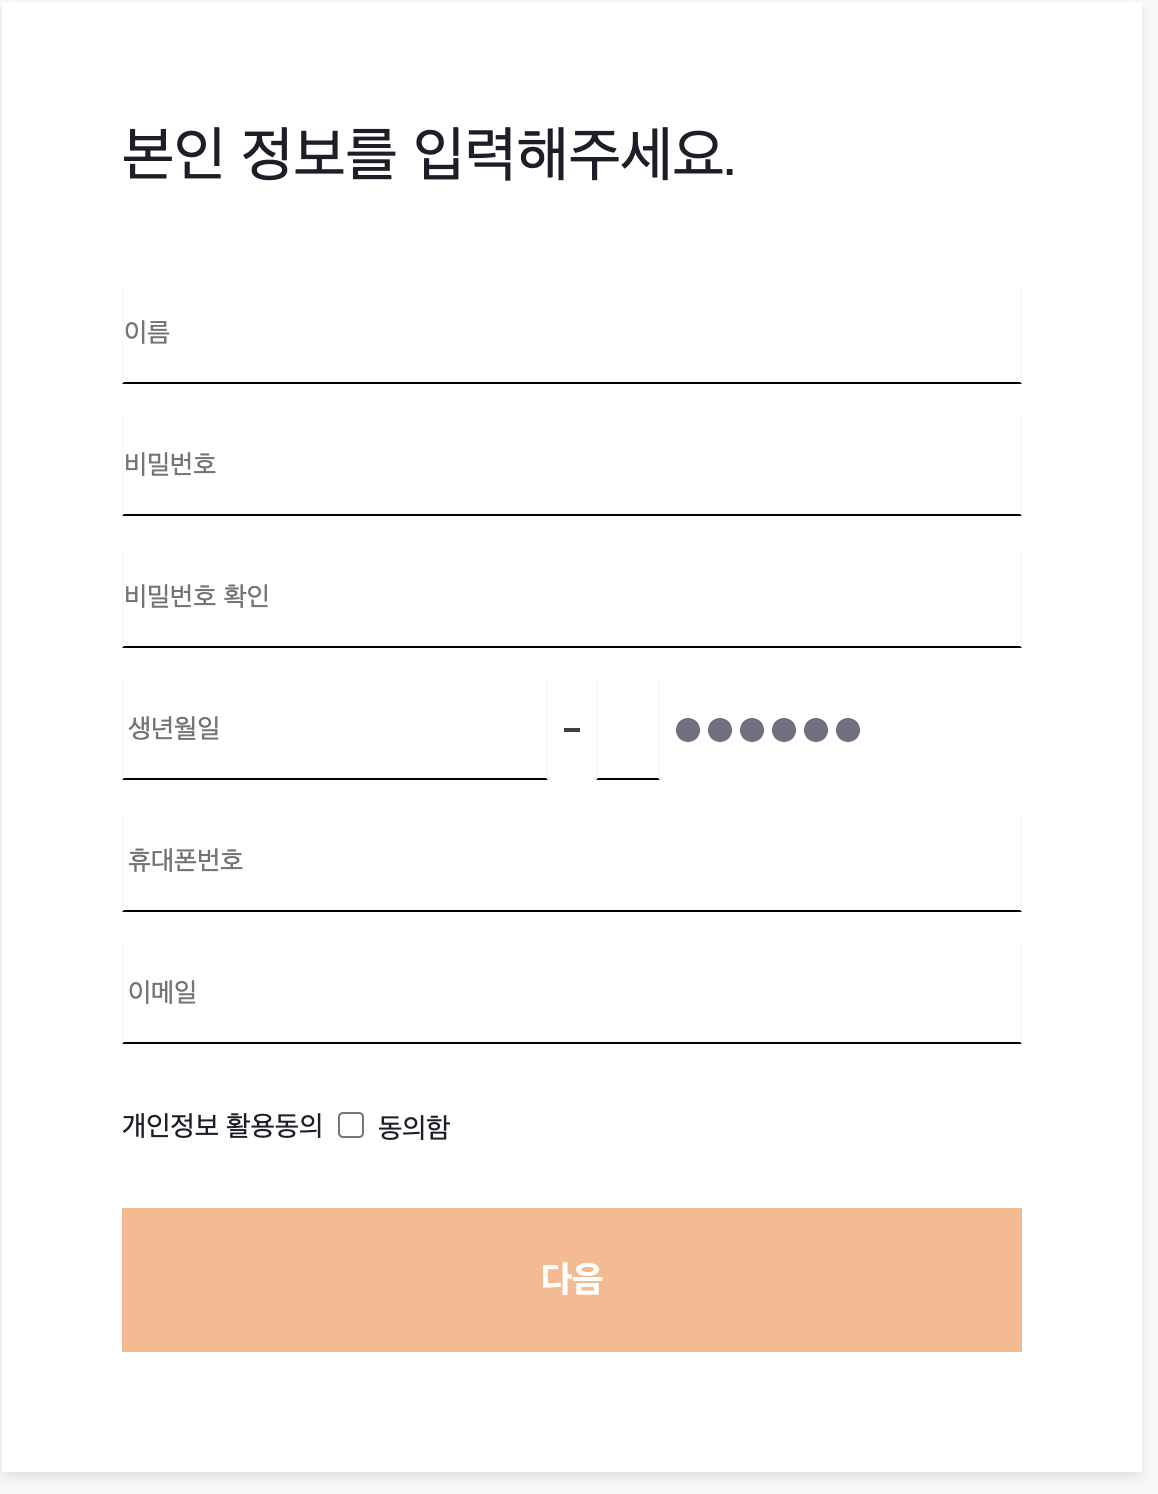 본인 정보를 입력해주세요.
이름
비밀번호
비밀번호 확인
생년월일 - ●●●●●●
휴대폰번호
이메일
개인정보 활용동의 동의함
다음